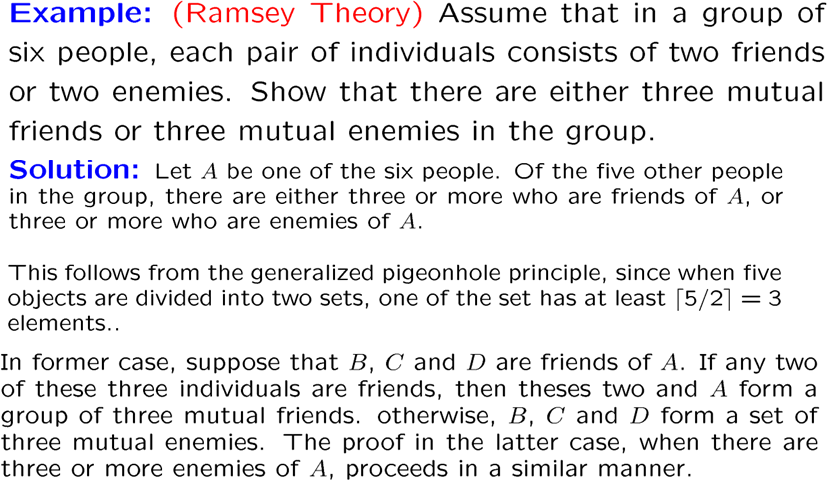 Example: (Ramsey Theory) Assume that in a group of
six people, each pair of individuals consists of two friends
or two enemies. Show that there are either three mutual
friends or three mutual enemies in the group.
Solution: Let A be one of the six people. Of the five other people
in the group, there are either three or more who are friends of A, or
three or more who are enemies of A.
This follows from the generalized pigeonhole principle, since when five
objects are divided into two sets, one of the set has at least ⌈5/2⌉ = 3
elements..
In former case, suppose that B, C and D are friends of A. If any two
of these three individuals are friends, then theses two and A form a
group of three mutual friends. otherwise, B, C and D form a set of
three mutual enemies. The proof in the latter case, when there are
three or more enemies of A, proceeds in a similar manner.